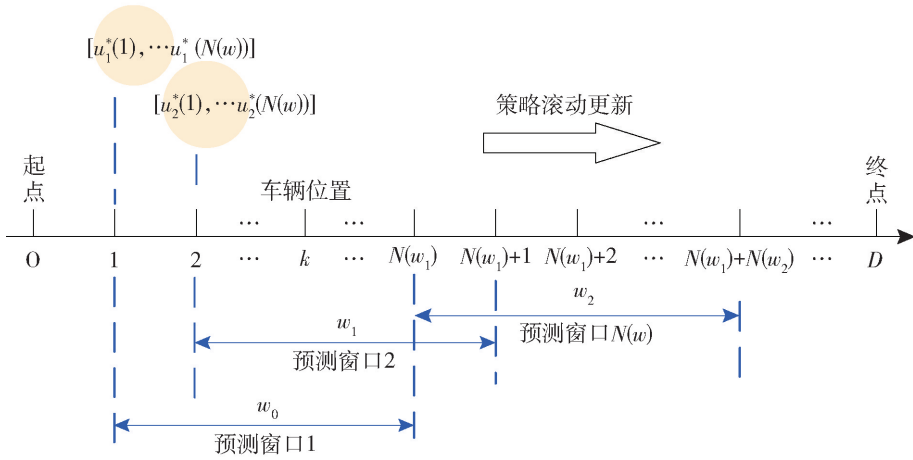 [u₁*(1),…u₁*(N(w))]
[u₂*(1),…u₂*(N(w))]
策略滚动更新
起点
车辆位置
终点
… … … …
O 1 2 … k … N(w₁) N(w₁)+1 N(w₁)+2 … N(w₁)+N(w₂) … D
w₂
预测窗口N(w)
w₁
预测窗口2
w₀
预测窗口1